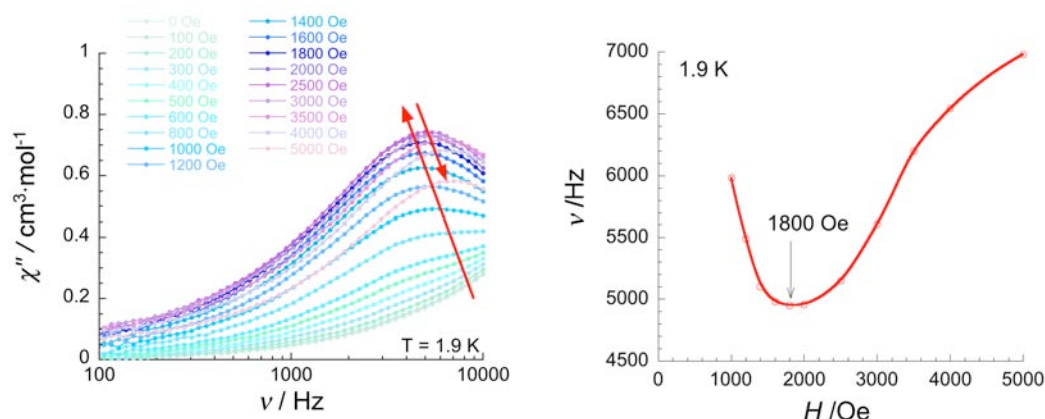 0 Oe
100 Oe
200 Oe
300 Oe
400 Oe
500 Oe
600 Oe
800 Oe
1000 Oe
1200 Oe
1400 Oe
1600 Oe
1800 Oe
2000 Oe
2500 Oe
3000 Oe
3500 Oe
4000 Oe
5000 Oe
1
0.8
0.6
0.4
0.2
0
χ″ / cm³·mol⁻¹
T = 1.9 K
100 1000 10000
ν / Hz
7000
6500
6000
5500
5000
4500
ν /Hz
1.9 K
1800 Oe
0 1000 2000 3000 4000 5000
H /Oe